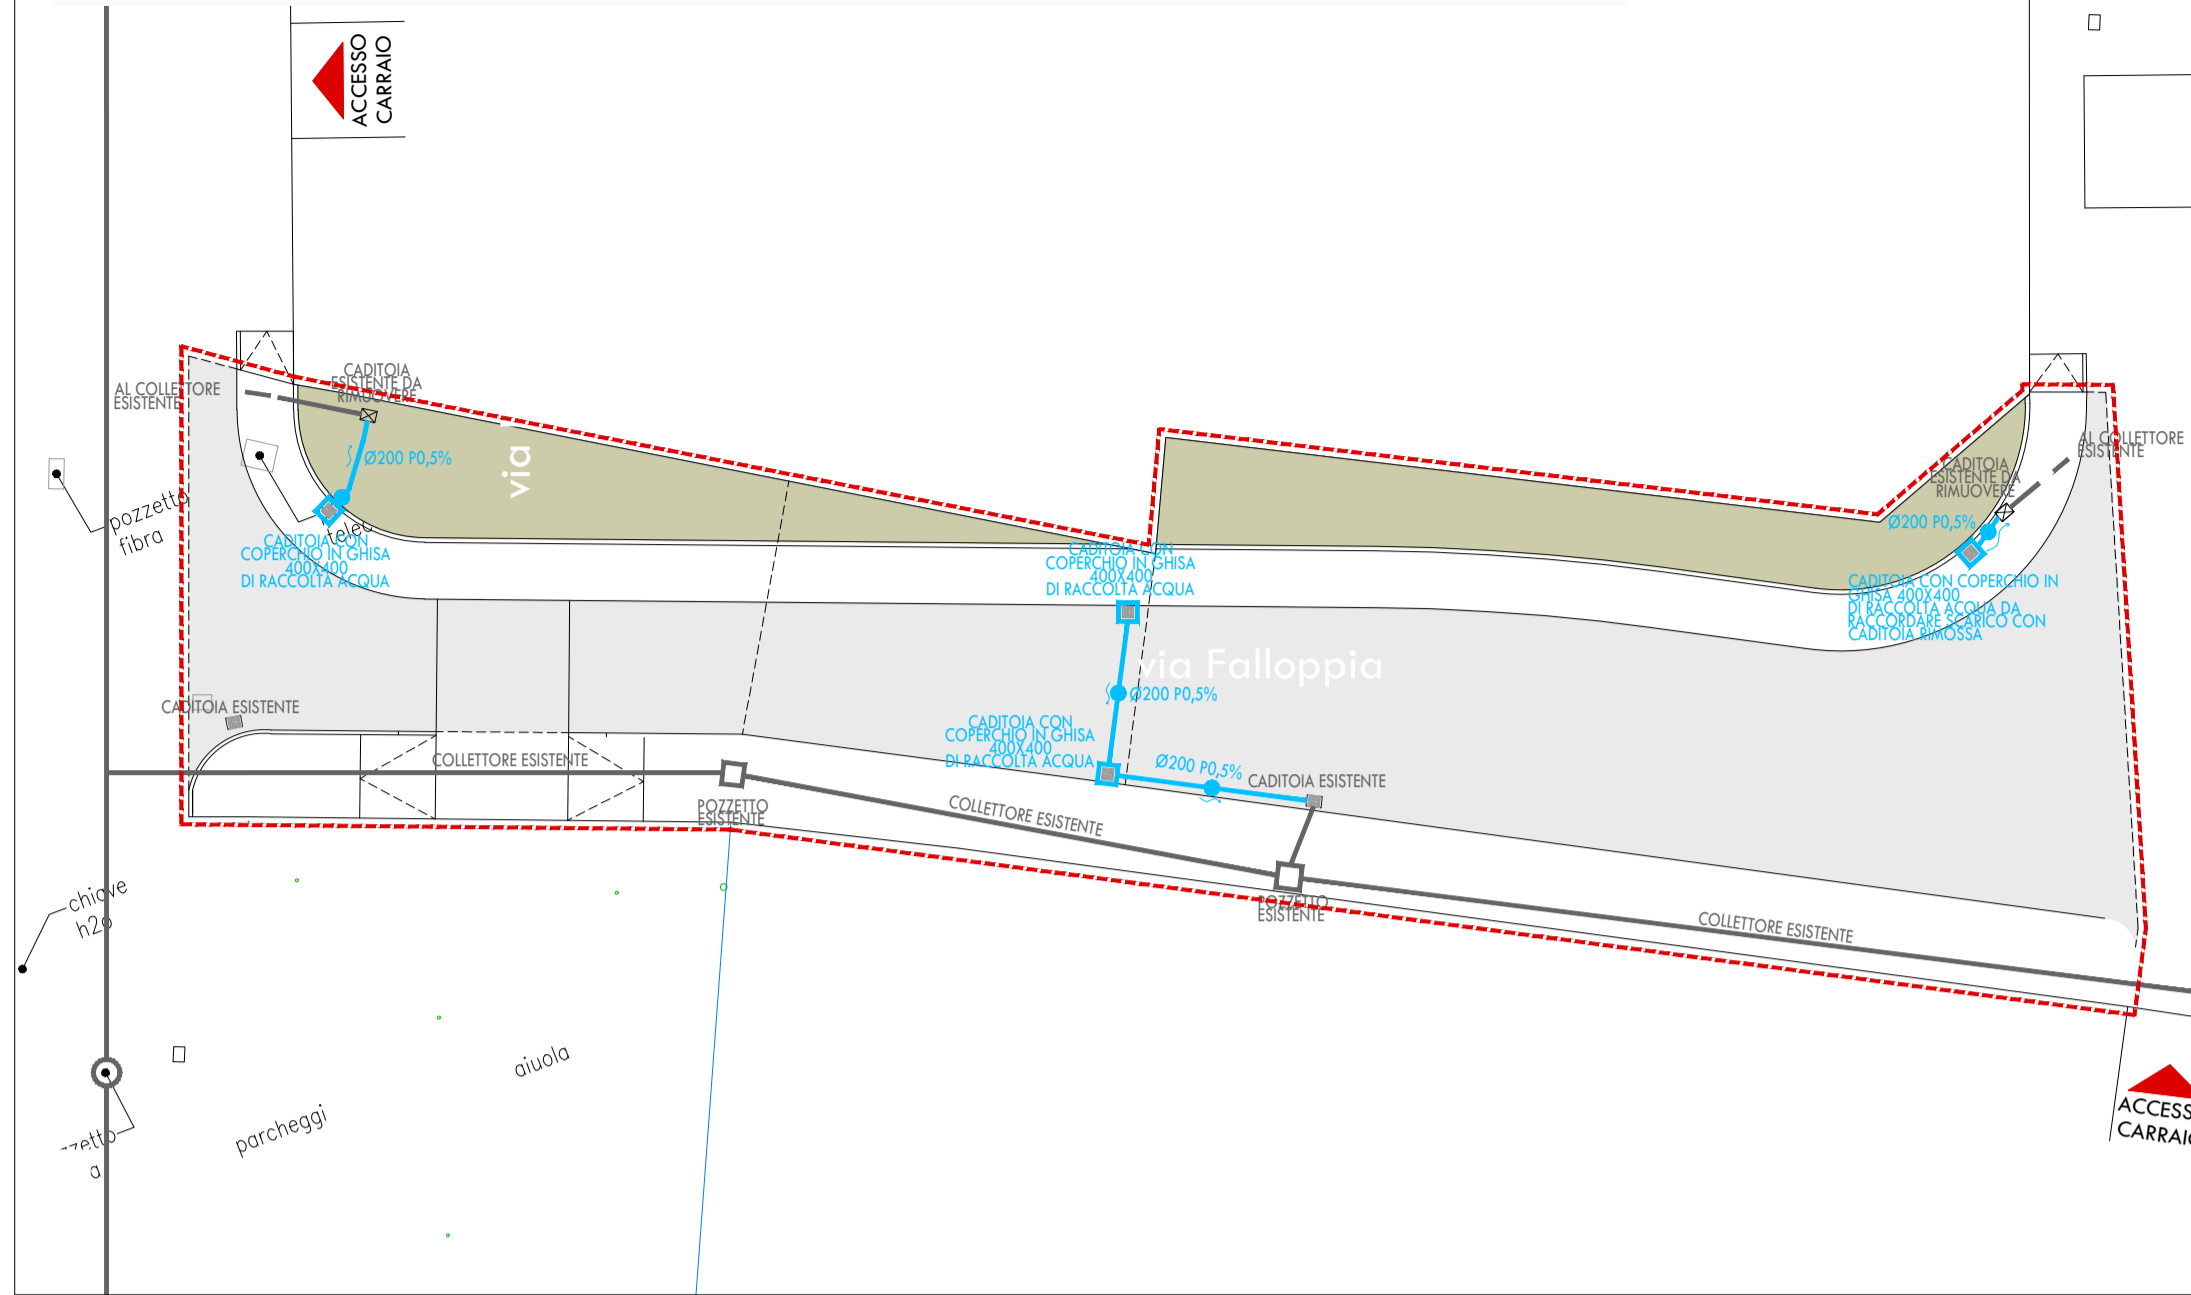 ACCESSO
CARRAIO
CADITOIA
ESISTENTE DA
RIMUOVERE
AL COLLETTORE
ESISTENTE
Ø200 P0,5%
via
pozzetto
fibra
telec
CADITOIA CON
COPERCHIO IN GHISA
400X400
DI RACCOLTA ACQUA
CADITOIA CON
COPERCHIO IN GHISA
400X400
DI RACCOLTA ACQUA
AL COLLETTORE
ESISTENTE
CADITOIA
ESISTENTE DA
RIMUOVERE
Ø200 P0,5%
CADITOIA CON COPERCHIO IN
GHISA 400X400
DI RACCOLTA ACQUA DA
RACCORDARE SCARICO CON
CADITOIA RIMOSSA
via Falloppia
Ø200 P0,5%
CADITOIA ESISTENTE
CADITOIA CON
COPERCHIO IN GHISA
400X400
DI RACCOLTA ACQUA
COLLETTORE ESISTENTE
Ø200 P0,5%
CADITOIA ESISTENTE
POZZETTO
ESISTENTE
COLLETTORE ESISTENTE
POZZETTO
ESISTENTE
COLLETTORE ESISTENTE
chiave
h2o
aiuola
parcheggi
zzetto
a
ACCESS
CARRAI